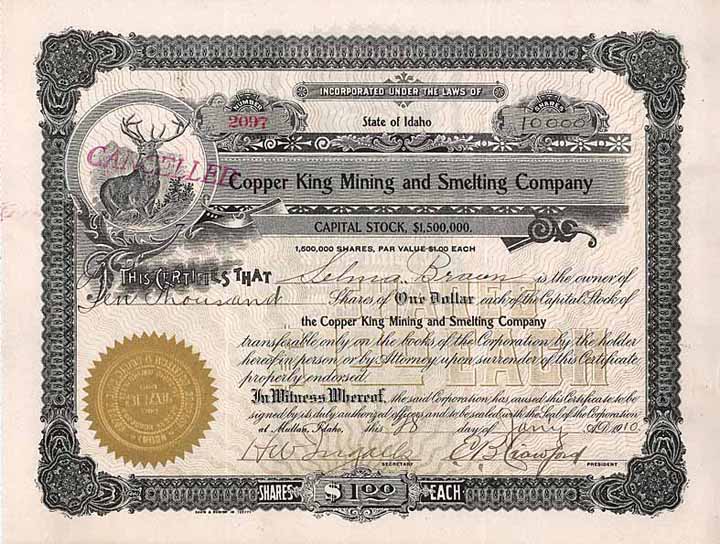 INCORPORATED UNDER THE LAWS OF
NUMBER
2097
State of Idaho
SHARES
10000
CANCELLED
Copper King Mining and Smelting Company
CAPITAL STOCK, $1,500,000.
1,500,000 SHARES, PAR VALUE $1.00 EACH
THIS CERTIFIES THAT Selma Braun is the owner of
Ten Thousand Shares of One Dollar each of the Capital Stock of
the Copper King Mining and Smelting Company
transferable only on the books of the Corporation by the holder
hereof in person or by Attorney upon surrender of this Certificate
properly endorsed.
In Witness Whereof, the said Corporation has caused this Certificate to be
signed by its duly authorized officers and to be sealed with the Seal of the Corporation
at Mullan, Idaho, this day of Jany 1910
E B Crawford
SECRETARY PRESIDENT
SHARES $1.00 EACH